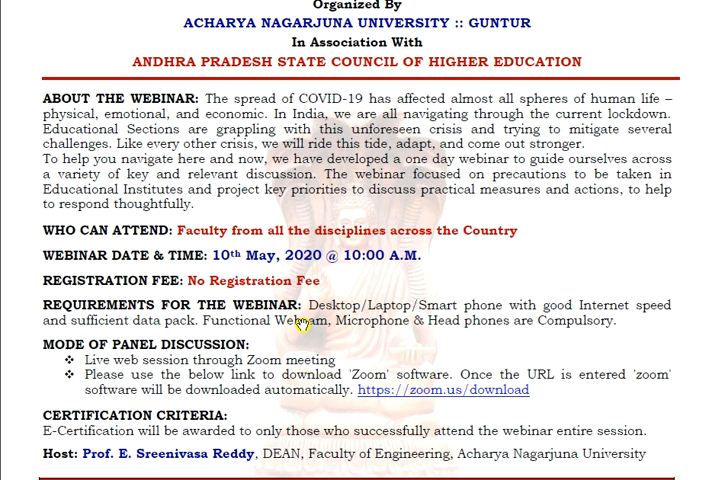 Organized By
ACHARYA NAGARJUNA UNIVERSITY :: GUNTUR
In Association With
ANDHRA PRADESH STATE COUNCIL OF HIGHER EDUCATION
ABOUT THE WEBINAR: The spread of COVID-19 has affected almost all spheres of human life –
physical, emotional, and economic. In India, we are all navigating through the current lockdown.
Educational Sections are grappling with this unforeseen crisis and trying to mitigate several
challenges. Like every other crisis, we will ride this tide, adapt, and come out stronger.
To help you navigate here and now, we have developed a one day webinar to guide ourselves across
a variety of key and relevant discussion. The webinar focused on precautions to be taken in
Educational Institutes and project key priorities to discuss practical measures and actions, to help
to respond thoughtfully.
WHO CAN ATTEND: Faculty from all the disciplines across the Country
WEBINAR DATE & TIME: 10th May, 2020 @ 10:00 A.M.
REGISTRATION FEE: No Registration Fee
REQUIREMENTS FOR THE WEBINAR: Desktop/Laptop/Smart phone with good Internet speed
and sufficient data pack. Functional Webcam, Microphone & Head phones are Compulsory.
MODE OF PANEL DISCUSSION:
❖ Live web session through Zoom meeting
❖ Please use the below link to download 'Zoom' software. Once the URL is entered 'zoom'
software will be downloaded automatically. https://zoom.us/download
CERTIFICATION CRITERIA:
E-Certification will be awarded to only those who successfully attend the webinar entire session.
Host: Prof. E. Sreenivasa Reddy, DEAN, Faculty of Engineering, Acharya Nagarjuna University